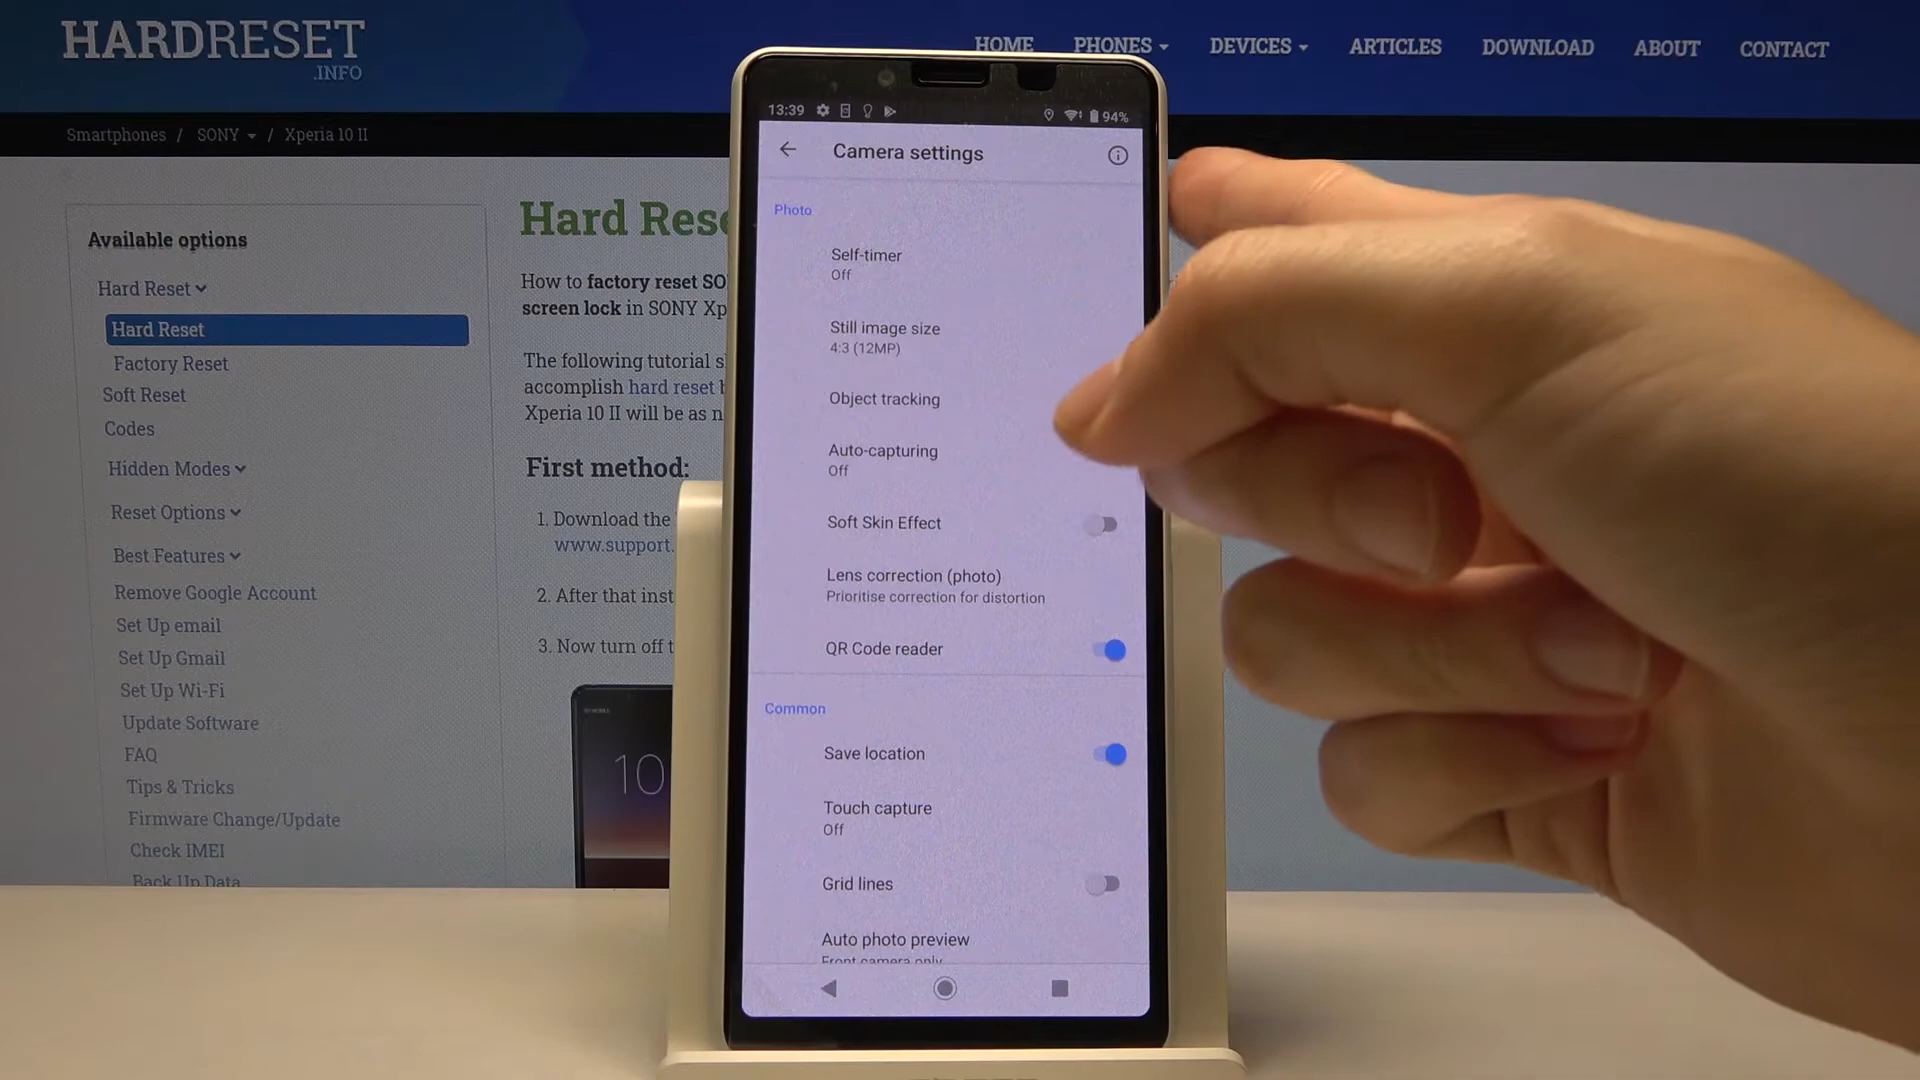 HARDRESET
.INFO
HOME PHONES DEVICES ARTICLES DOWNLOAD ABOUT CONTACT
Smartphones / SONY / Xperia 10 II
Available options
Hard Reset
Hard Reset
Factory Reset
Soft Reset
Codes
Hidden Modes
Reset Options
Best Features
Remove Google Account
Set Up email
Set Up Gmail
Set Up Wi-Fi
Update Software
FAQ
Tips & Tricks
Firmware Change/Update
Check IMEI
Back Up Data
Hard Rese
How to factory reset SO
screen lock in SONY Xp
The following tutorial s
accomplish hard reset b
Xperia 10 II will be as n
First method:
1. Download the
www.support.
2. After that inst
3. Now turn off t
10
13:39 94%
Camera settings
Photo
Self-timer
Off
Still image size
4:3 (12MP)
Object tracking
Auto-capturing
Off
Soft Skin Effect
Lens correction (photo)
Prioritise correction for distortion
QR Code reader
Common
Save location
Touch capture
Off
Grid lines
Auto photo preview
Front camera only